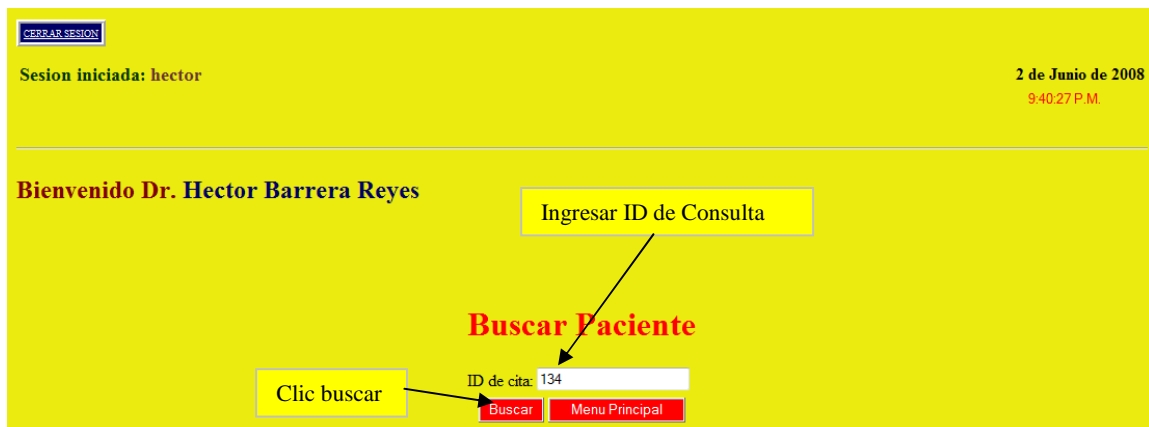 CERRAR SESION
Sesion iniciada: hector
2 de Junio de 2008
9:40:27 P.M.
Bienvenido Dr. Hector Barrera Reyes
Ingresar ID de Consulta
Buscar Paciente
ID de cita: 134
Clic buscar
Buscar Menu Principal